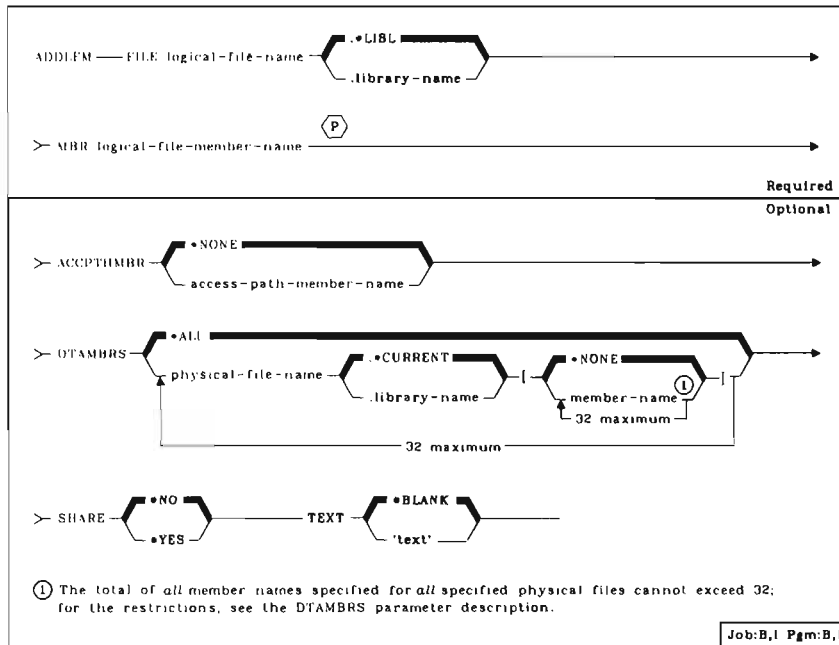 .*LIBL
ADDLFM FILE logical-file-name
.library-name
P
MBR logical-file-member-name
Required
Optional
*NONE
ACCPTHMBR
access-path-member-name
*ALL
DTAMBRS
.*CURRENT *NONE
physical-file-name
.library-name member-name 1
32 maximum
32 maximum
*NO *BLANK
SHARE TEXT
*YES 'text'
1 The total of all member names specified for all specified physical files cannot exceed 32;
for the restrictions, see the DTAMBRS parameter description.
Job:B,I Pgm:B,